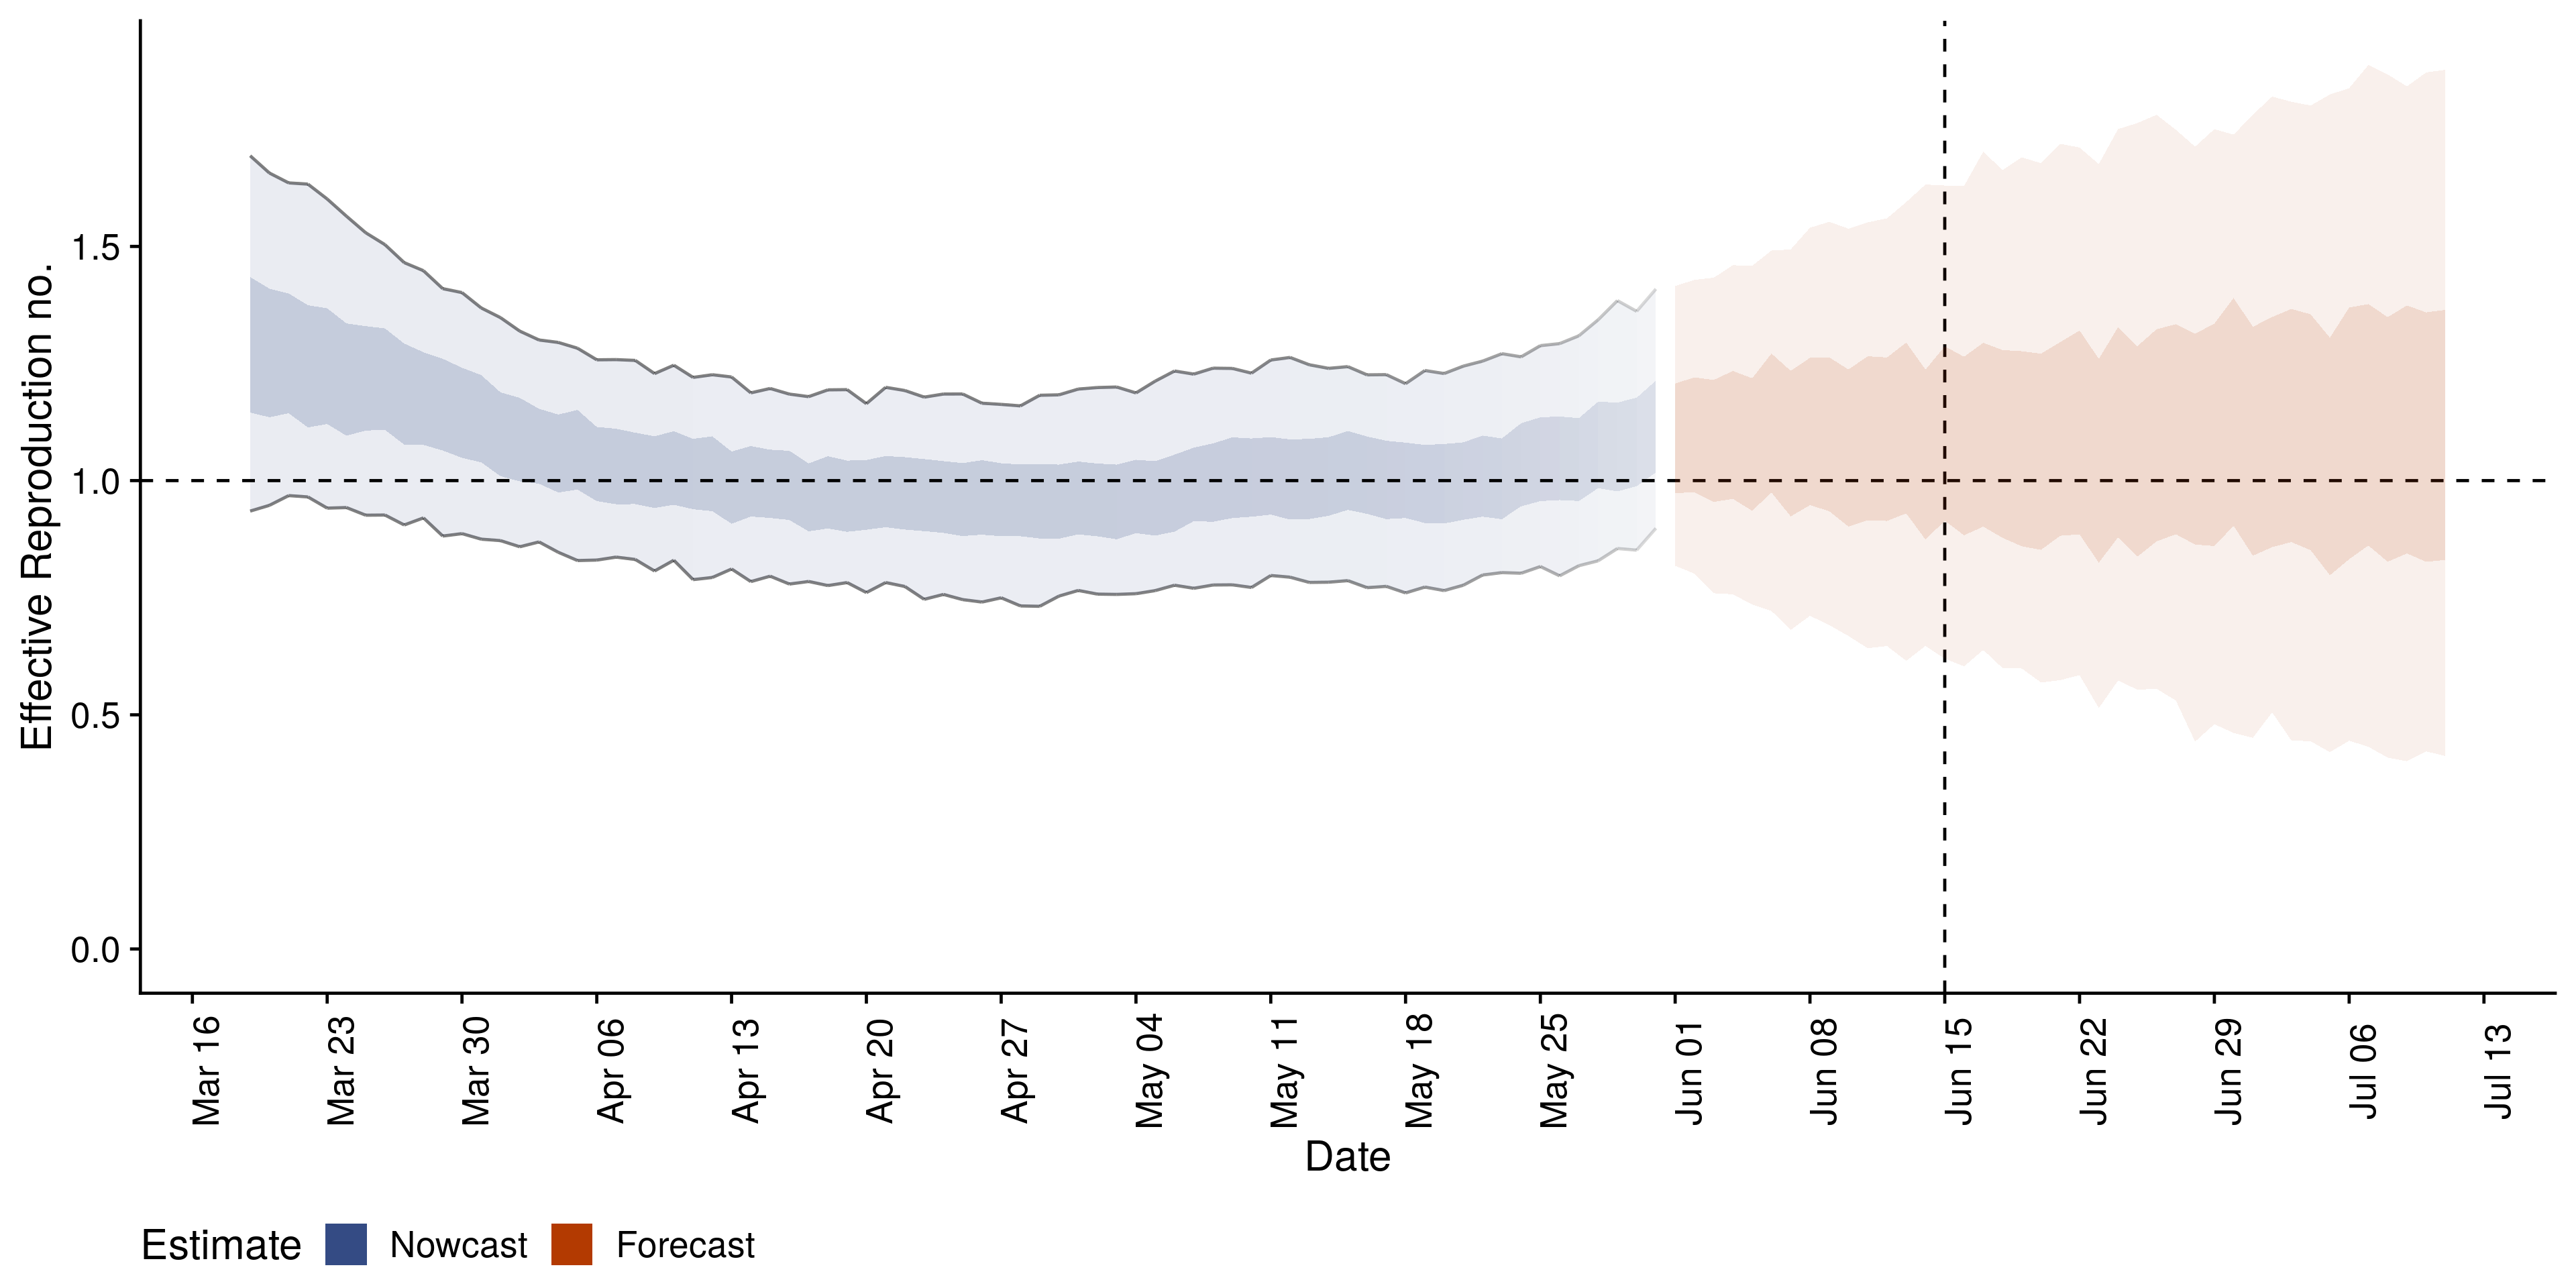 Effective Reproduction no.
1.5
1.0
0.5
0.0
Mar 16
Mar 23
Mar 30
Apr 06
Apr 13
Apr 20
Apr 27
May 04
May 11
May 18
May 25
Jun 01
Jun 08
Jun 15
Jun 22
Jun 29
Jul 06
Jul 13
Date
Estimate Nowcast Forecast